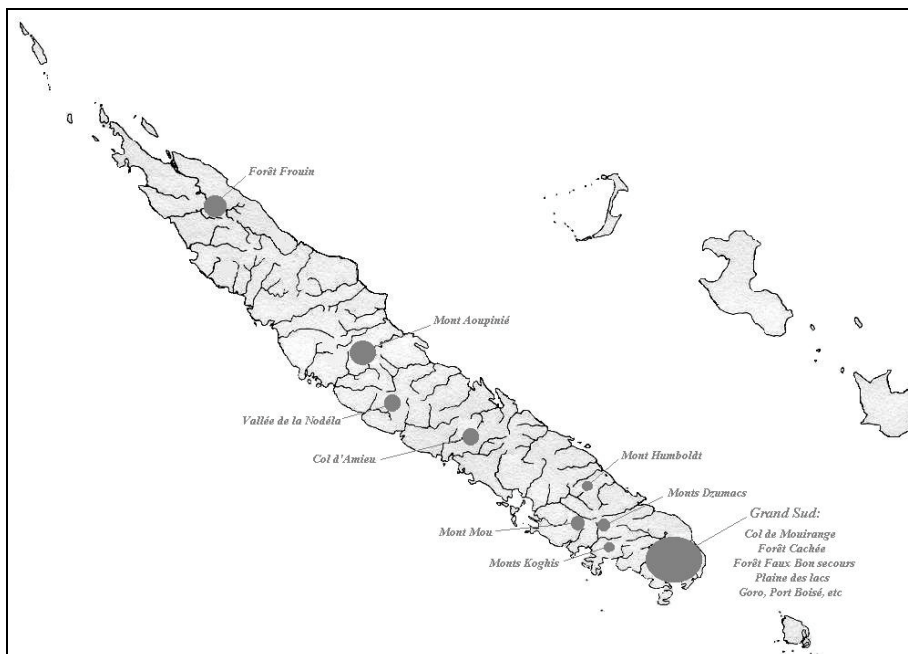 Forêt Frouin
Mont Aoupinié
Vallée de la Nodéla
Col d'Amieu
Mont Humboldt
Monts Dzumacs
Mont Mou
Grand Sud:
Col de Mouirange
Monts Koghis
Forêt Cachée
Forêt Faux Bon secours
Plaine des lacs
Goro, Port Boisé, etc